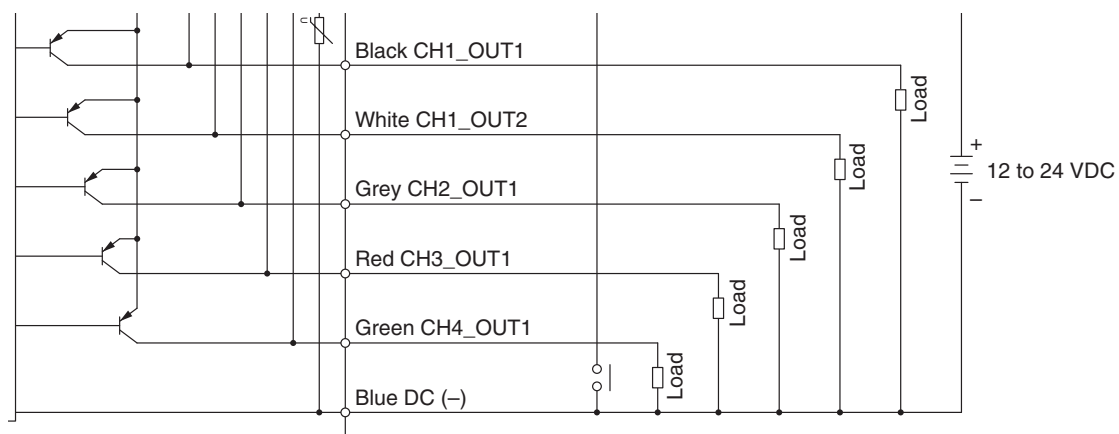 Black CH1_OUT1
Load
White CH1_OUT2
Load
+
12 to 24 VDC
–
Grey CH2_OUT1
Load
Red CH3_OUT1
Load
Green CH4_OUT1
Load
Blue DC (–)